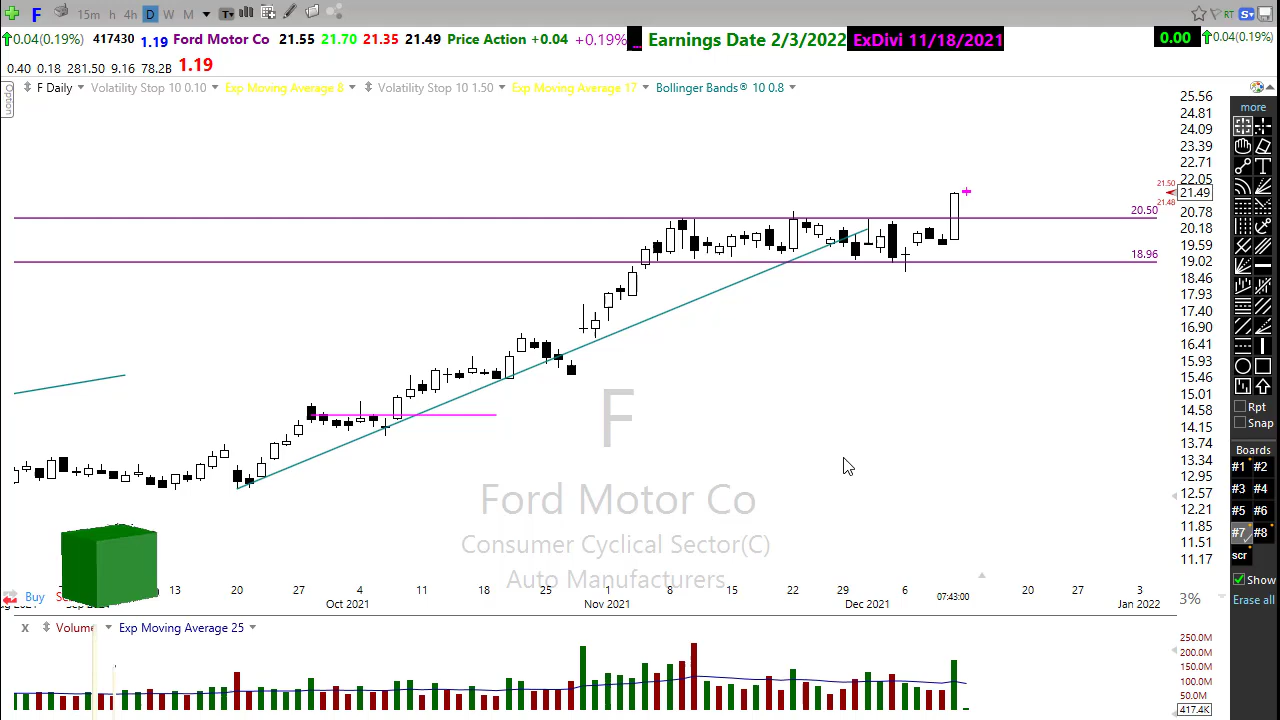 F 15m h 4h D W M T
0.04(0.19%) 417430 1.19 Ford Motor Co 21.55 21.70 21.35 21.49 Price Action +0.04 +0.19% ... Earnings Date 2/3/2022 ExDivi 11/18/2021 0.00 0.04(0.19%)
RT S
0.40 0.18 281.50 9.16 78.2B 1.19
Option
F Daily Volatility Stop 10 0.10 Exp Moving Average 8 Volatility Stop 10 1.50 Exp Moving Average 17 Bollinger Bands® 10 0.8
more
25.56
24.81
24.09
23.39
22.71
22.05
21.50
21.49
21.48
20.50
20.78
20.18
19.59
18.96
19.02
18.46
17.93
17.40
16.90
16.41
15.93
15.46
15.01
14.58
14.15
13.74
13.34
12.95
12.57
12.21
11.85
11.51
11.17
F
Ford Motor Co
Consumer Cyclical Sector(C)
Auto Manufacturers
Rpt
Snap
Boards
#1 #2
#3 #4
#5 #6
#7 #8
scr
Show
Erase all
13 20 27 4 11 18 1 8 15 22 29 6 07:43:00 20 27 3
Buy
Oct 2021 Nov 2021 Dec 2021 Jan 2022
3%
X Volume Exp Moving Average 25
250.0M
200.0M
150.0M
100.0M
50.0M
417.4K